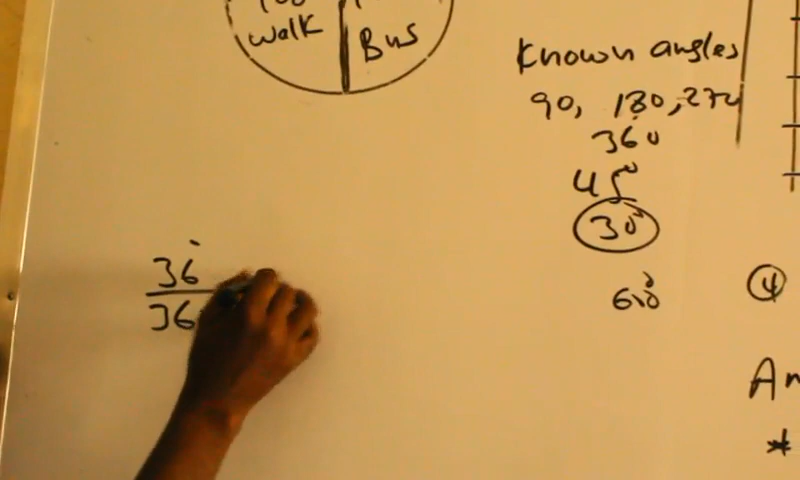 walk
Bus
Known angles
90, 180, 270
360
45°
30°
60°
36°
36
④
An
*